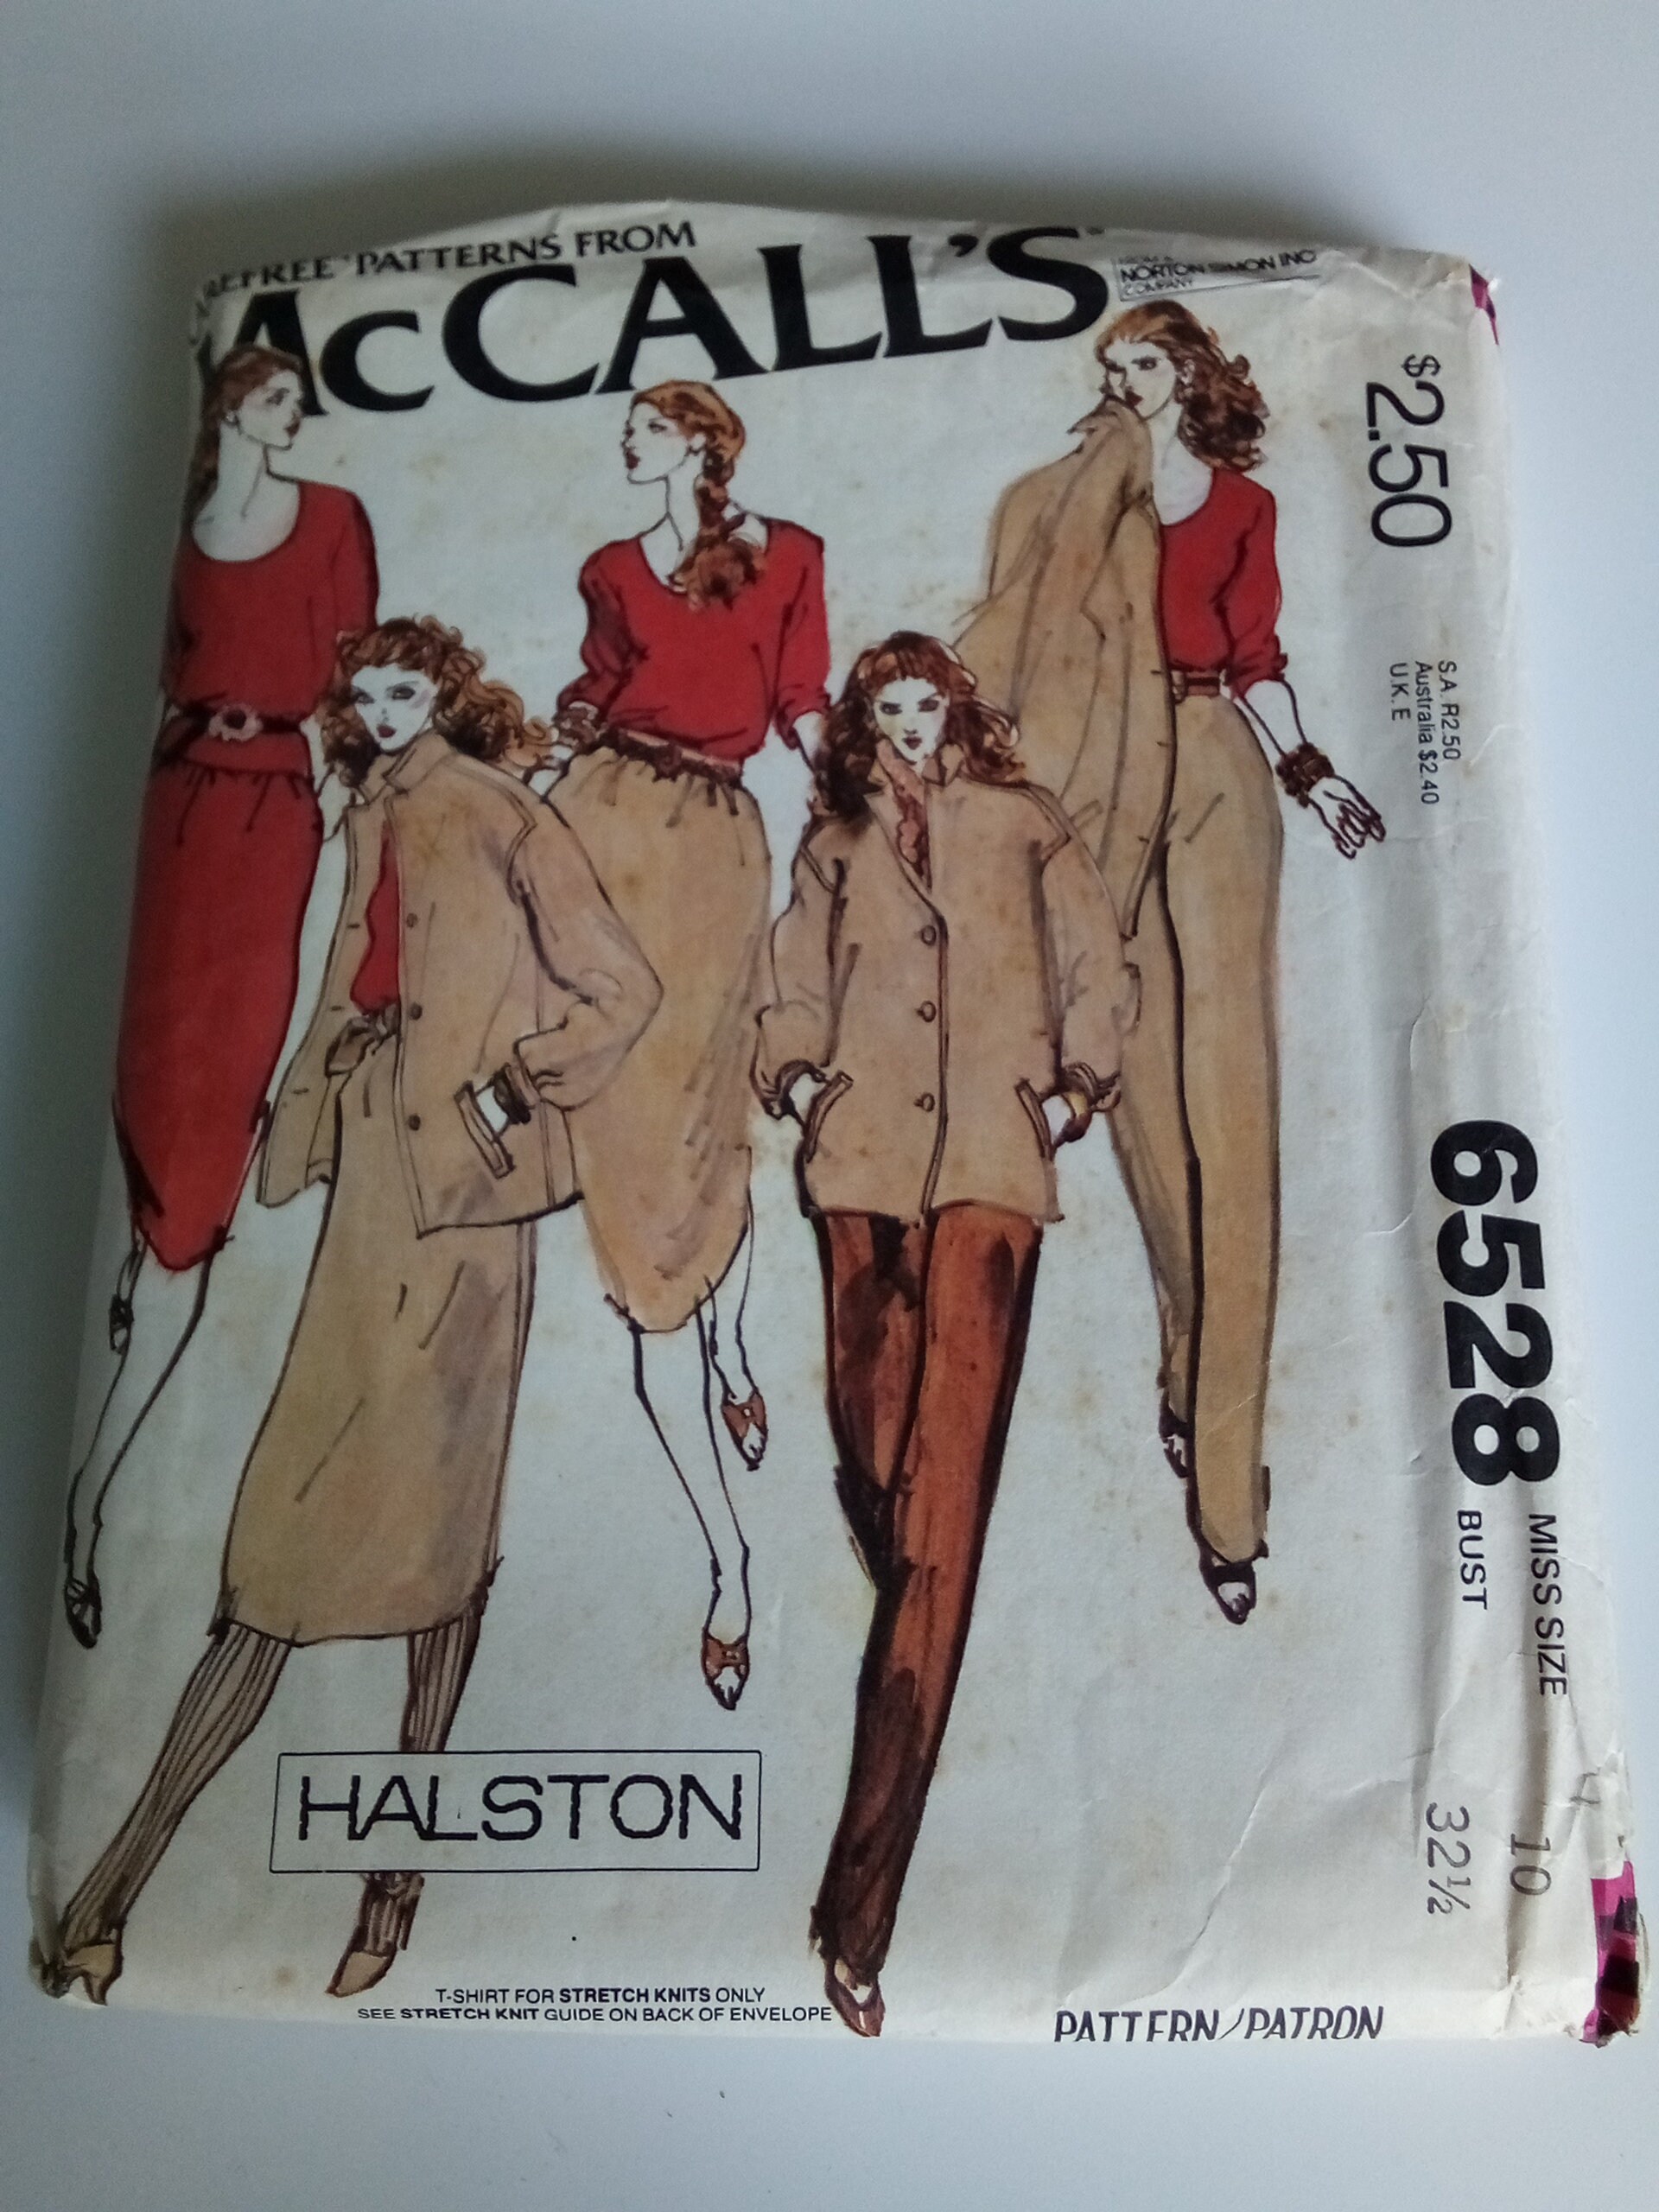 REFREE PATTERNS FROM
McCALL'S
NORTON SIMON INC
COMPANY
$2.50
S.A. R2.50
Australia $2.40
U.K. E
6528
MISS SIZE 10
BUST 32½
HALSTON
T-SHIRT FOR STRETCH KNITS ONLY
SEE STRETCH KNIT GUIDE ON BACK OF ENVELOPE
PATTERN/PATRON